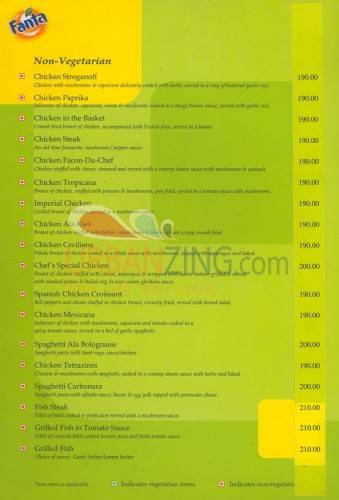 Fanta
Non-Vegetarian
Chicken Stroganoff 190.00
Chicken with mushrooms & capsicum delicately cooked with herbs, served in a ring of buttered garlic rice.
Chicken Paprika 190.00
Juliennes of chicken, capsicum, onion & mushroom cooked in a tangy brown sauce, served with garlic rice.
Chicken in the Basket 190.00
Crumb fried breast of chicken, accompanied with French fries, served in a basket.
Chicken Steak 190.00
An old time favourite, mushroom / pepper sauce.
Chicken Facon-Du-Chef 190.00
Chicken stuffed with cheese, steamed and served with a creamy cheese sauce with mushrooms & spinach.
Chicken Tropicana 190.00
Breast of chicken, stuffed with prawns & mushrooms, pan fried, served in a tomato sauce with mushrooms.
Imperial Chicken 190.00
Grilled breast of chicken, served in a mushroom sauce.
Chicken Ala Kiev 190.00
Breast of chicken stuffed with butter, mushrooms & herbs, served crispy crumb fried.
Chicken Ceciliana 190.00
Whole breast of chicken cooked in a white sauce with mushrooms, topped with asparagus and baked.
Chef's Special Chicken 200.00
Breast of chicken stuffed with cheese, asparagus & wrapped with bacon rashers grilled & served
with mashed potato & boiled veg in sour cream gherkins sauce.
Spanish Chicken Croissant 190.00
Bell peppers and cheese stuffed in chicken breast, crunchy fried, served with mixed salad.
Chicken Mexicana 190.00
Juliennes of chicken with mushrooms, capsicum and tomato cooked in a
spicy tomato sauce, served on a bed of garlic spaghetti.
Spaghetti Ala Bolognaise 200.00
Spaghetti pasta with lamb ragu sauce/chicken.
Chicken Tetrazzini 190.00
Chicken & mushrooms with spaghetti, cooked in a creamy cheese sauce with herbs and baked.
Spaghetti Carbonara 200.00
Spaghetti pasta with alfredo sauce, bacon & egg yolk topped with parmesan cheese.
Fish Steak 210.00
Fillet of bekti cooked to perfection served with a mushroom sauce.
Grilled Fish in Tomato Sauce 210.00
Fillet of calcutta bekti cooked in own juice and fresh tomato sauce.
Grilled Fish 210.00
Choice of sauce : Garlic butter/Lemon butter
Taxes extra as applicable. Indicates vegetarian items Indicates non-vegetarian